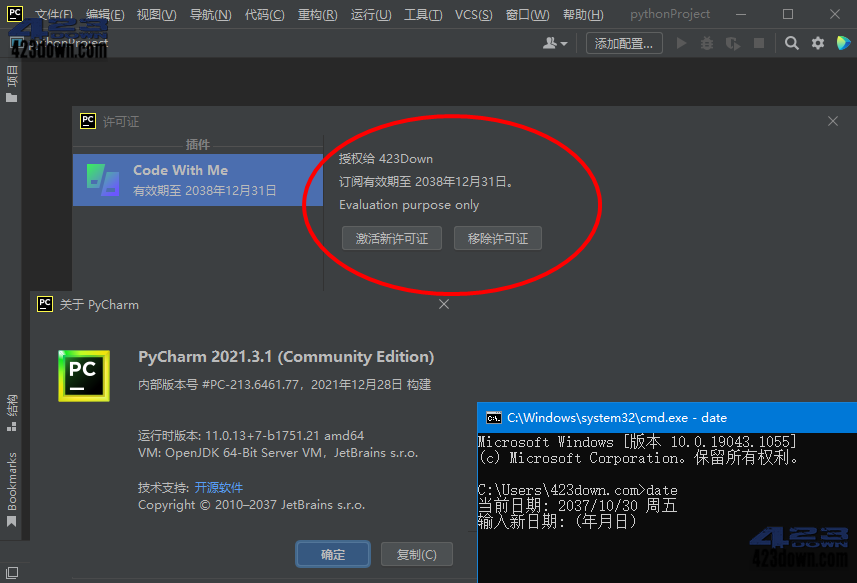 PC 文件(F) 编辑(E) 视图(V) 导航(N) 代码(C) 重构(R) 运行(U) 工具(T) VCS(S) 窗口(W) 帮助(H) pythonProject
423DOWN
423down.com
添加配置...
项目
PC 许可证
插件
Code With Me
有效期至 2038年12月31日
授权给 423Down
订阅有效期至 2038年12月31日。
Evaluation purpose only
激活新许可证 移除许可证
PC 关于 PyCharm
PC
PyCharm 2021.3.1 (Community Edition)
内部版本号 #PC-213.6461.77，2021年12月28日 构建
运行时版本: 11.0.13+7-b1751.21 amd64
VM: OpenJDK 64-Bit Server VM，JetBrains s.r.o.
技术支持: 开源软件
Copyright © 2010–2037 JetBrains s.r.o.
确定 复制(C)
结构
Bookmarks
C:\Windows\system32\cmd.exe - date
Microsoft Windows [版本 10.0.19043.1055]
(c) Microsoft Corporation。保留所有权利。
C:\Users\423down.com>date
当前日期: 2037/10/30 周五
输入新日期: (年月日)
423DOWN
423down.com